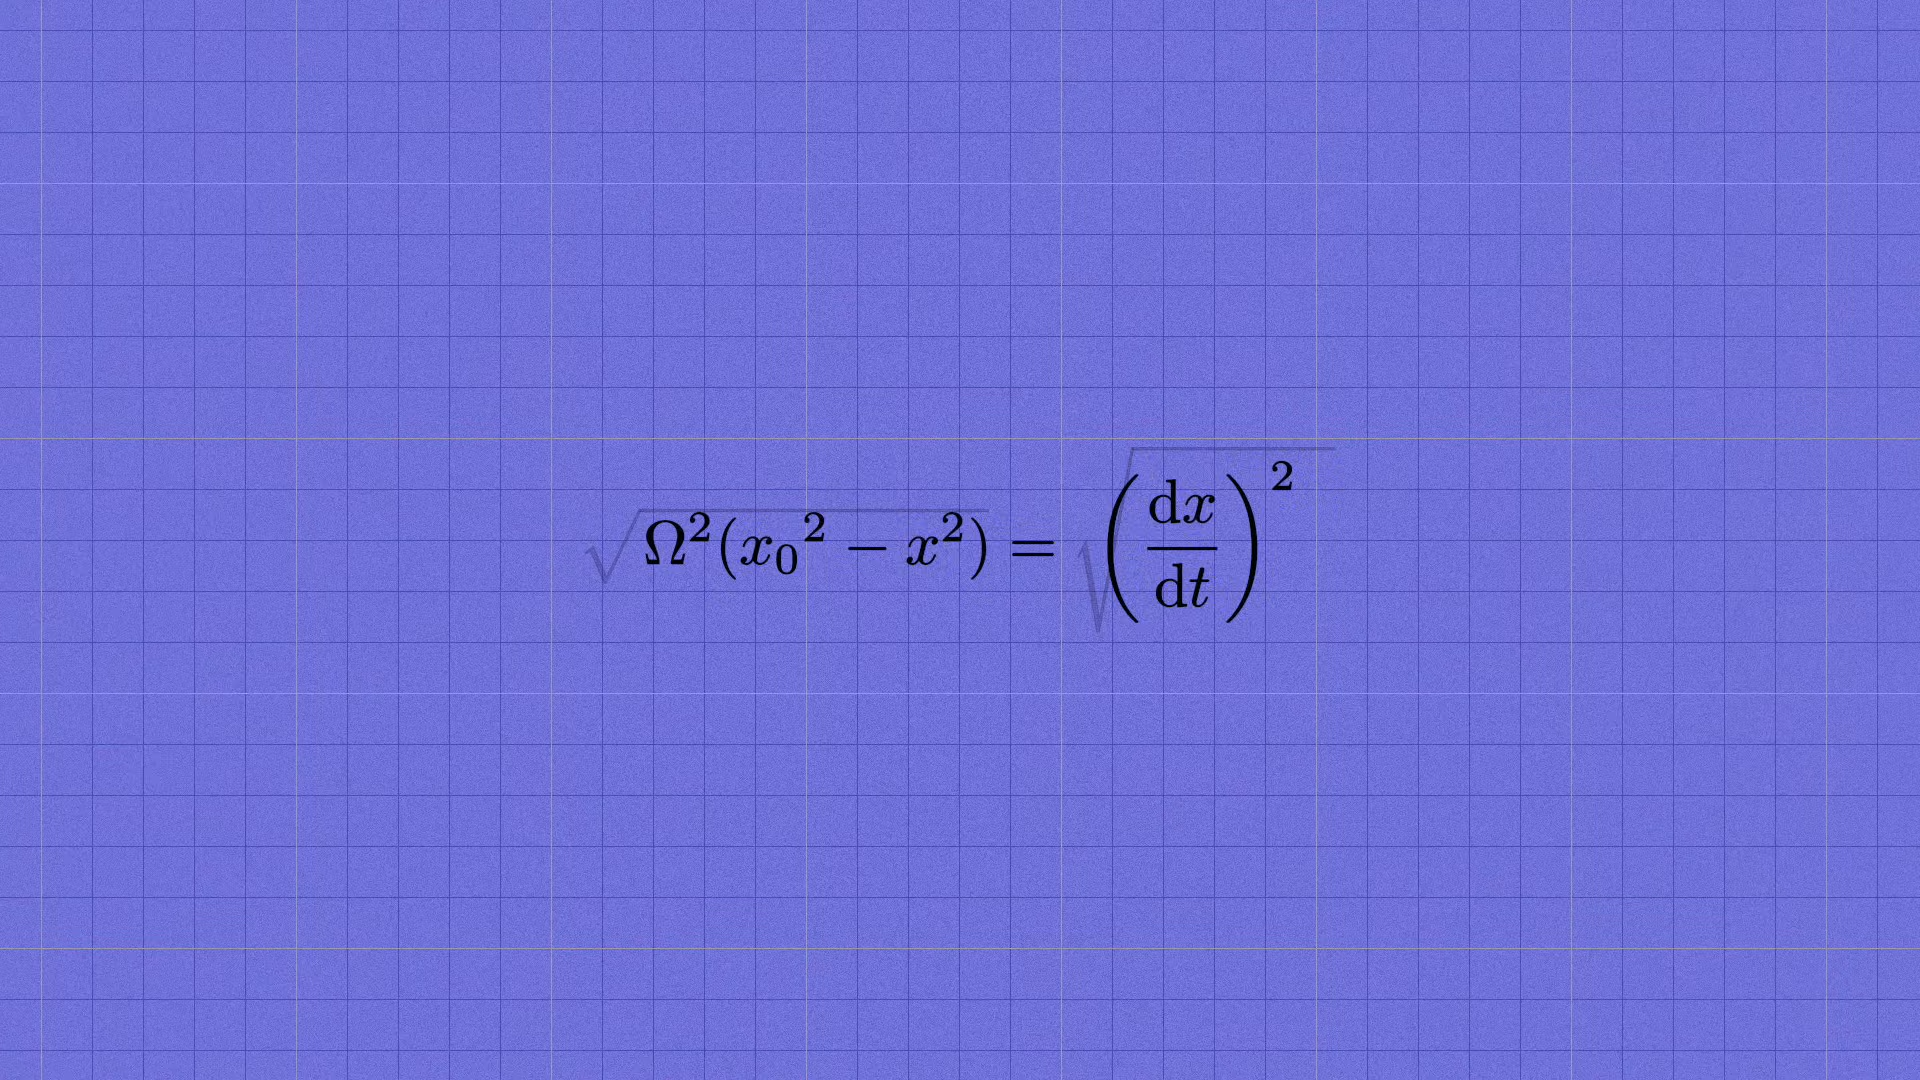 √Ω²(x₀² − x²) = √(dx/dt)²